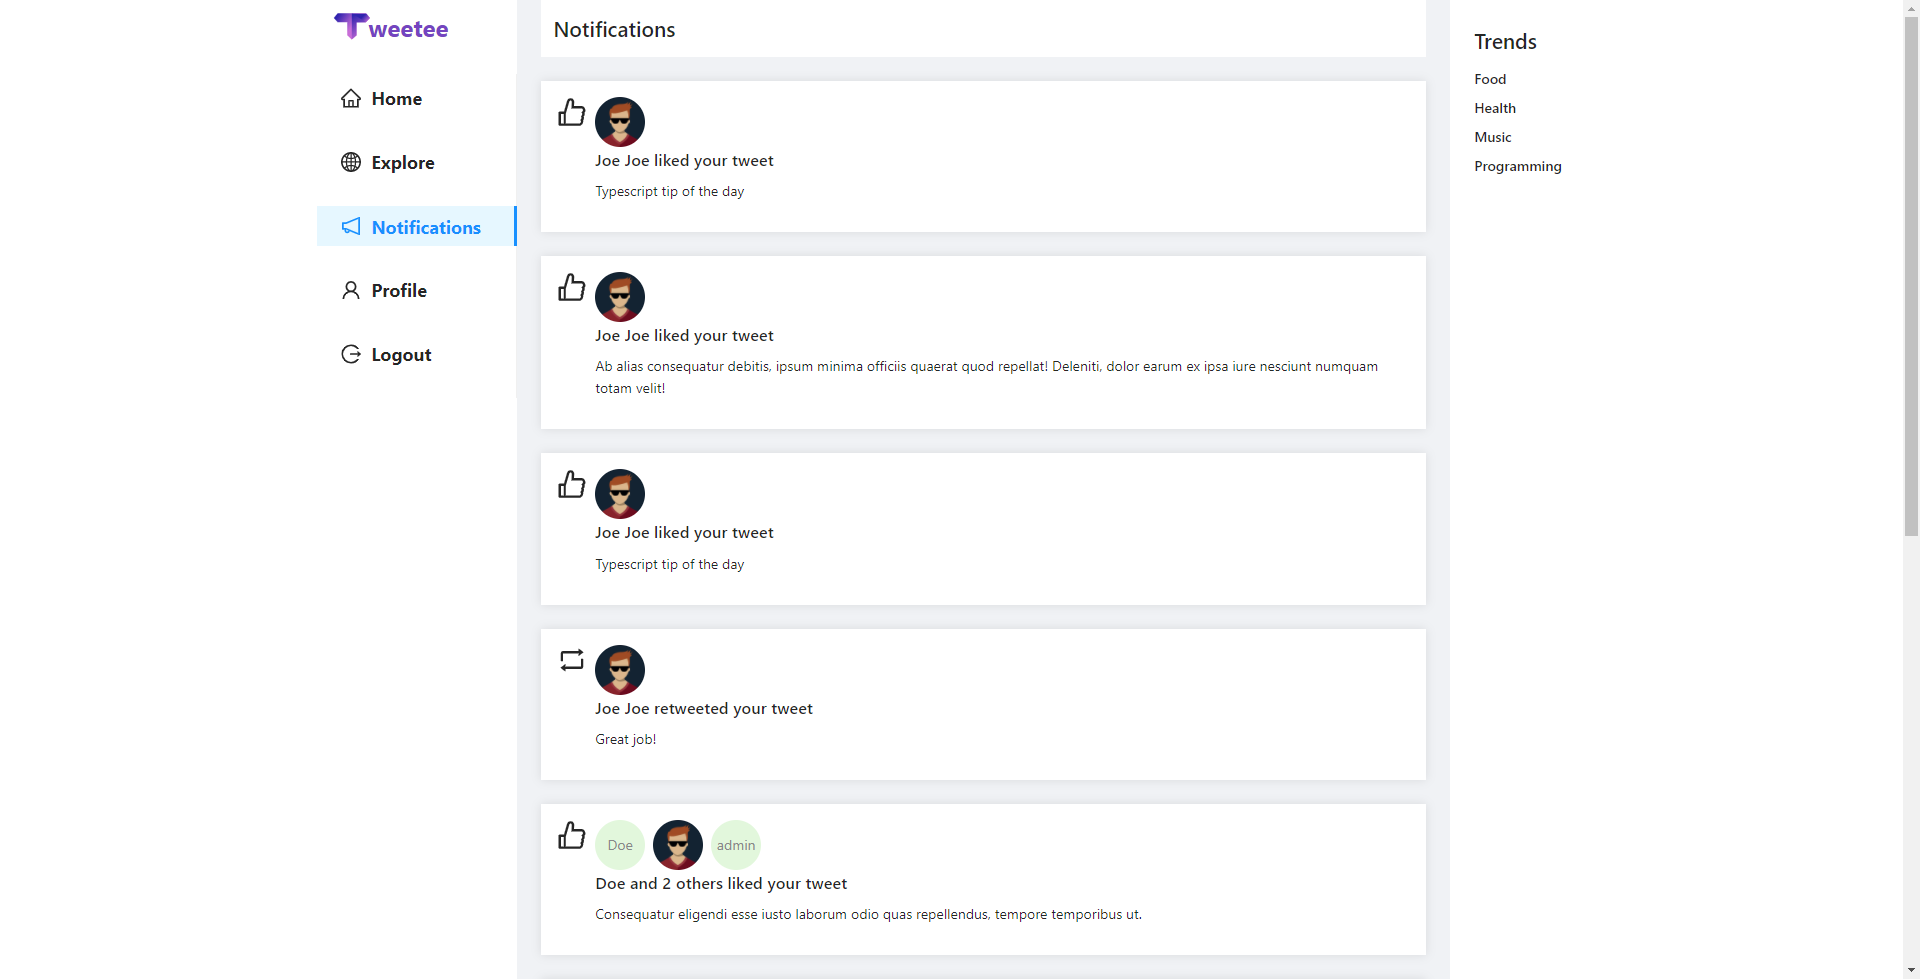 Tweetee
Home
Explore
Notifications
Profile
Logout
Notifications
Joe Joe liked your tweet
Typescript tip of the day
Joe Joe liked your tweet
Ab alias consequatur debitis, ipsum minima officiis quaerat quod repellat! Deleniti, dolor earum ex ipsa iure nesciunt numquam
totam velit!
Joe Joe liked your tweet
Typescript tip of the day
Joe Joe retweeted your tweet
Great job!
Doe admin
Doe and 2 others liked your tweet
Consequatur eligendi esse iusto laborum odio quas repellendus, tempore temporibus ut.
Trends
Food
Health
Music
Programming